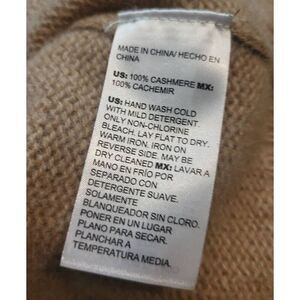 MADE IN CHINA/ HECHO EN
CHINA
US: 100% CASHMERE MX:
100% CACHEMIR
US: HAND WASH COLD
WITH MILD DETERGENT.
ONLY NON-CHLORINE
BLEACH. LAY FLAT TO DRY.
WARM IRON. IRON ON
REVERSE SIDE. MAY BE
DRY CLEANED MX: LAVAR A
MANO EN FRÍO POR
SEPARADO CON
DETERGENTE SUAVE.
SOLAMENTE
BLANQUEADOR SIN CLORO.
PONER EN UN LUGAR
PLANO PARA SECAR.
PLANCHAR A
TEMPERATURA MEDIA.